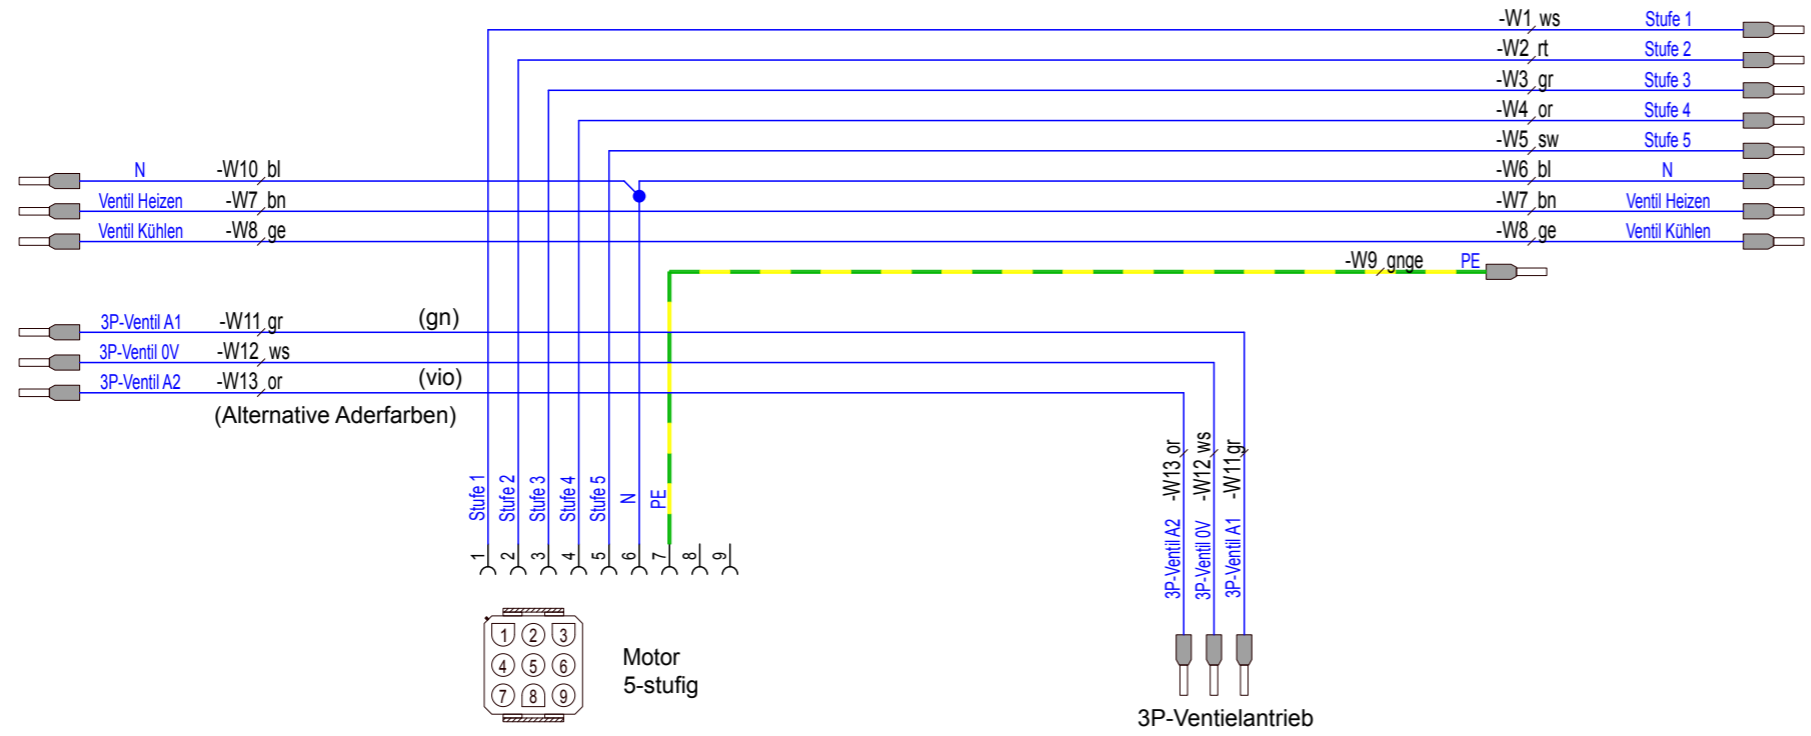 -W1 ws Stufe 1
-W2 rt Stufe 2
-W3 gr Stufe 3
-W4 or Stufe 4
-W5 sw Stufe 5
N -W10 bl -W6 bl N
Ventil Heizen -W7 bn -W7 bn Ventil Heizen
Ventil Kühlen -W8 ge -W8 ge Ventil Kühlen
-W9 gnge PE
3P-Ventil A1 -W11 gr (gn)
3P-Ventil 0V -W12 ws
3P-Ventil A2 -W13 or (vio)
(Alternative Aderfarben)
Stufe 1
Stufe 2
Stufe 3
Stufe 4
Stufe 5
N
PE
1 2 3 4 5 6 7 8 9
3P-Ventil A2 -W13 or
3P-Ventil 0V -W12 ws
3P-Ventil A1 -W11 gr
1 2 3
4 5 6
7 8 9
Motor
5-stufig
3P-Ventielantrieb